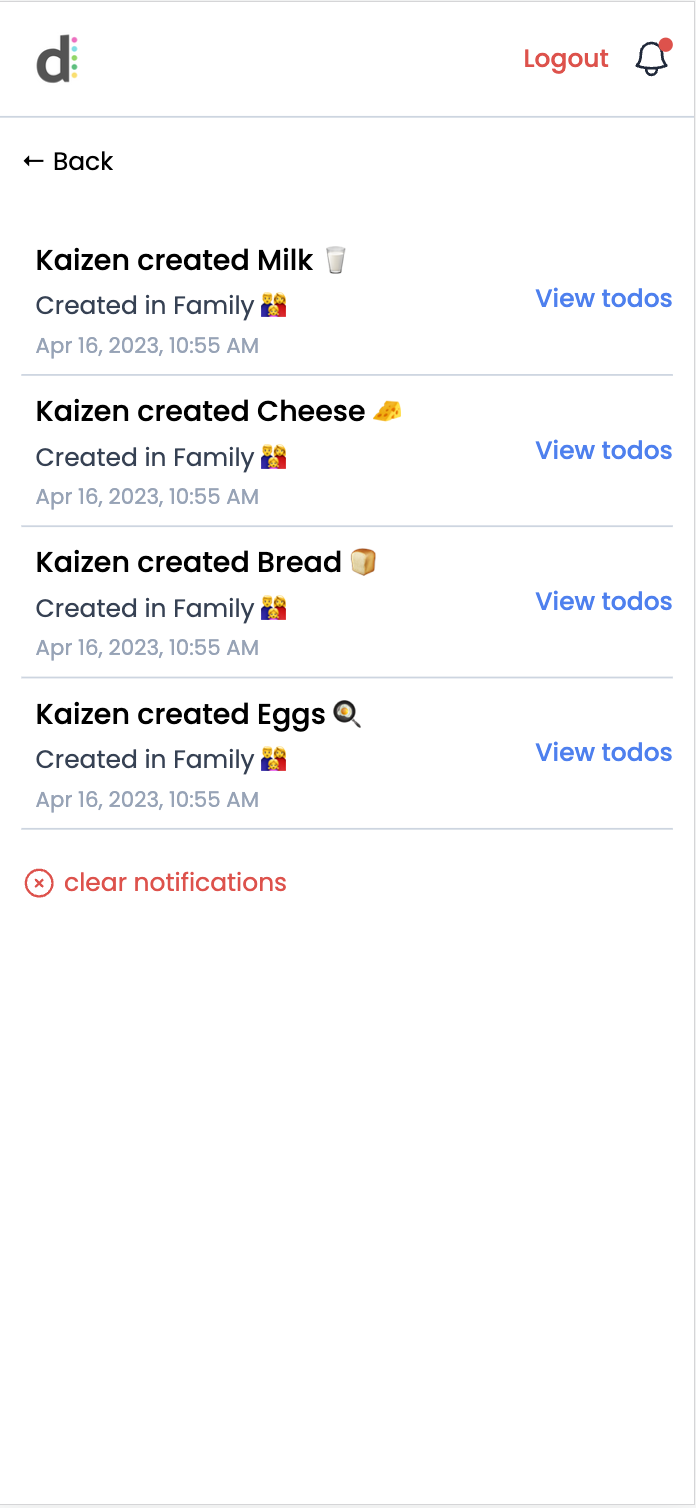 d
Logout
← Back
Kaizen created Milk 🥛
Created in Family 👨‍👩‍👧
View todos
Apr 16, 2023, 10:55 AM
Kaizen created Cheese 🧀
Created in Family 👨‍👩‍👧
View todos
Apr 16, 2023, 10:55 AM
Kaizen created Bread 🍞
Created in Family 👨‍👩‍👧
View todos
Apr 16, 2023, 10:55 AM
Kaizen created Eggs 🍳
Created in Family 👨‍👩‍👧
View todos
Apr 16, 2023, 10:55 AM
clear notifications